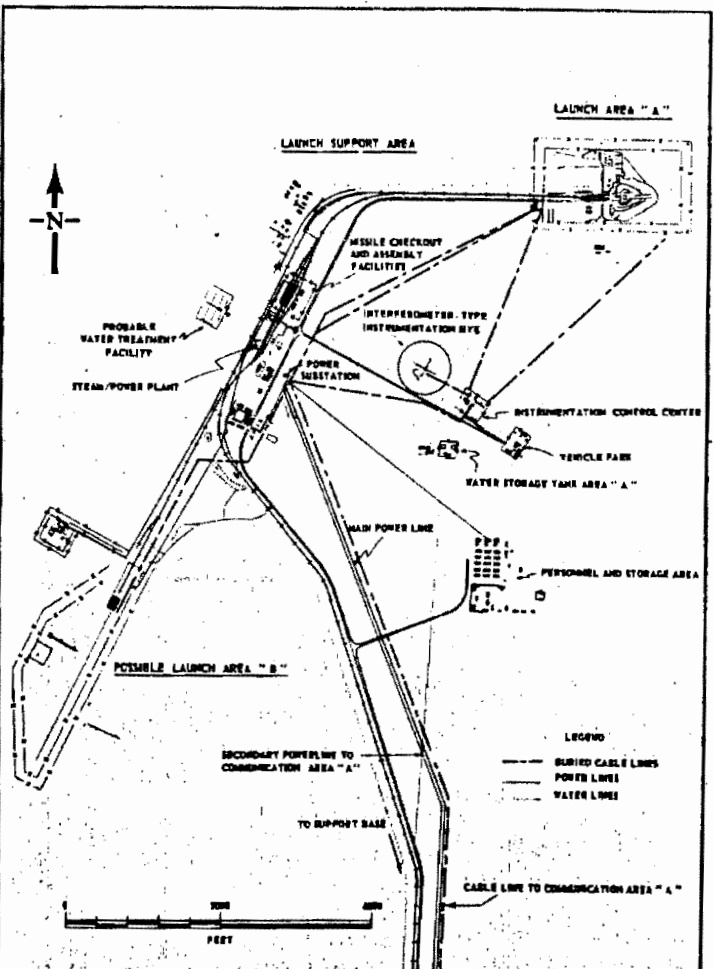 LAUNCH AREA "A"
LAUNCH SUPPORT AREA
N
MISSILE CHECKOUT
AND ASSEMBLY
FACILITIES
INTERFEROMETER-TYPE
INSTRUMENTATION
PROBABLE
WATER TREATMENT
FACILITY
STEAM/POWER PLANT
POWER
SUBSTATION
INSTRUMENTATION CONTROL CENTER
VEHICLE PARK
WATER STORAGE TANK AREA "A"
MAIN POWER LINE
PERSONNEL AND STORAGE AREA
POSSIBLE LAUNCH AREA "B"
SECONDARY POWERLINE TO
COMMUNICATION AREA "A"
LEGEND
BURIED CABLE LINES
POWER LINES
WATER LINES
TO SUPPORT BASE
CABLE LINE TO COMMUNICATION AREA "A"
0
FEET